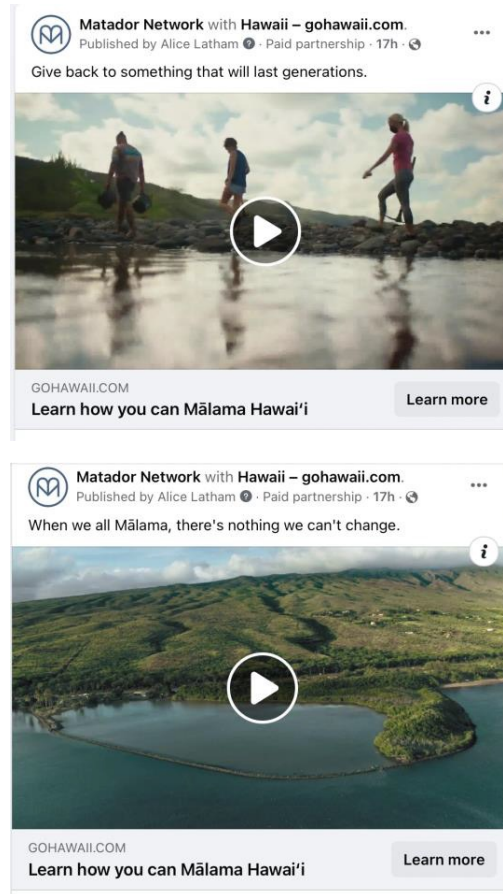 Matador Network with Hawaii – gohawaii.com.
Published by Alice Latham · Paid partnership · 17h ·
Give back to something that will last generations.
GOHAWAII.COM
Learn how you can Mālama Hawaiʻi
Learn more
Matador Network with Hawaii – gohawaii.com.
Published by Alice Latham · Paid partnership · 17h ·
When we all Mālama, there's nothing we can't change.
GOHAWAII.COM
Learn how you can Mālama Hawaiʻi
Learn more